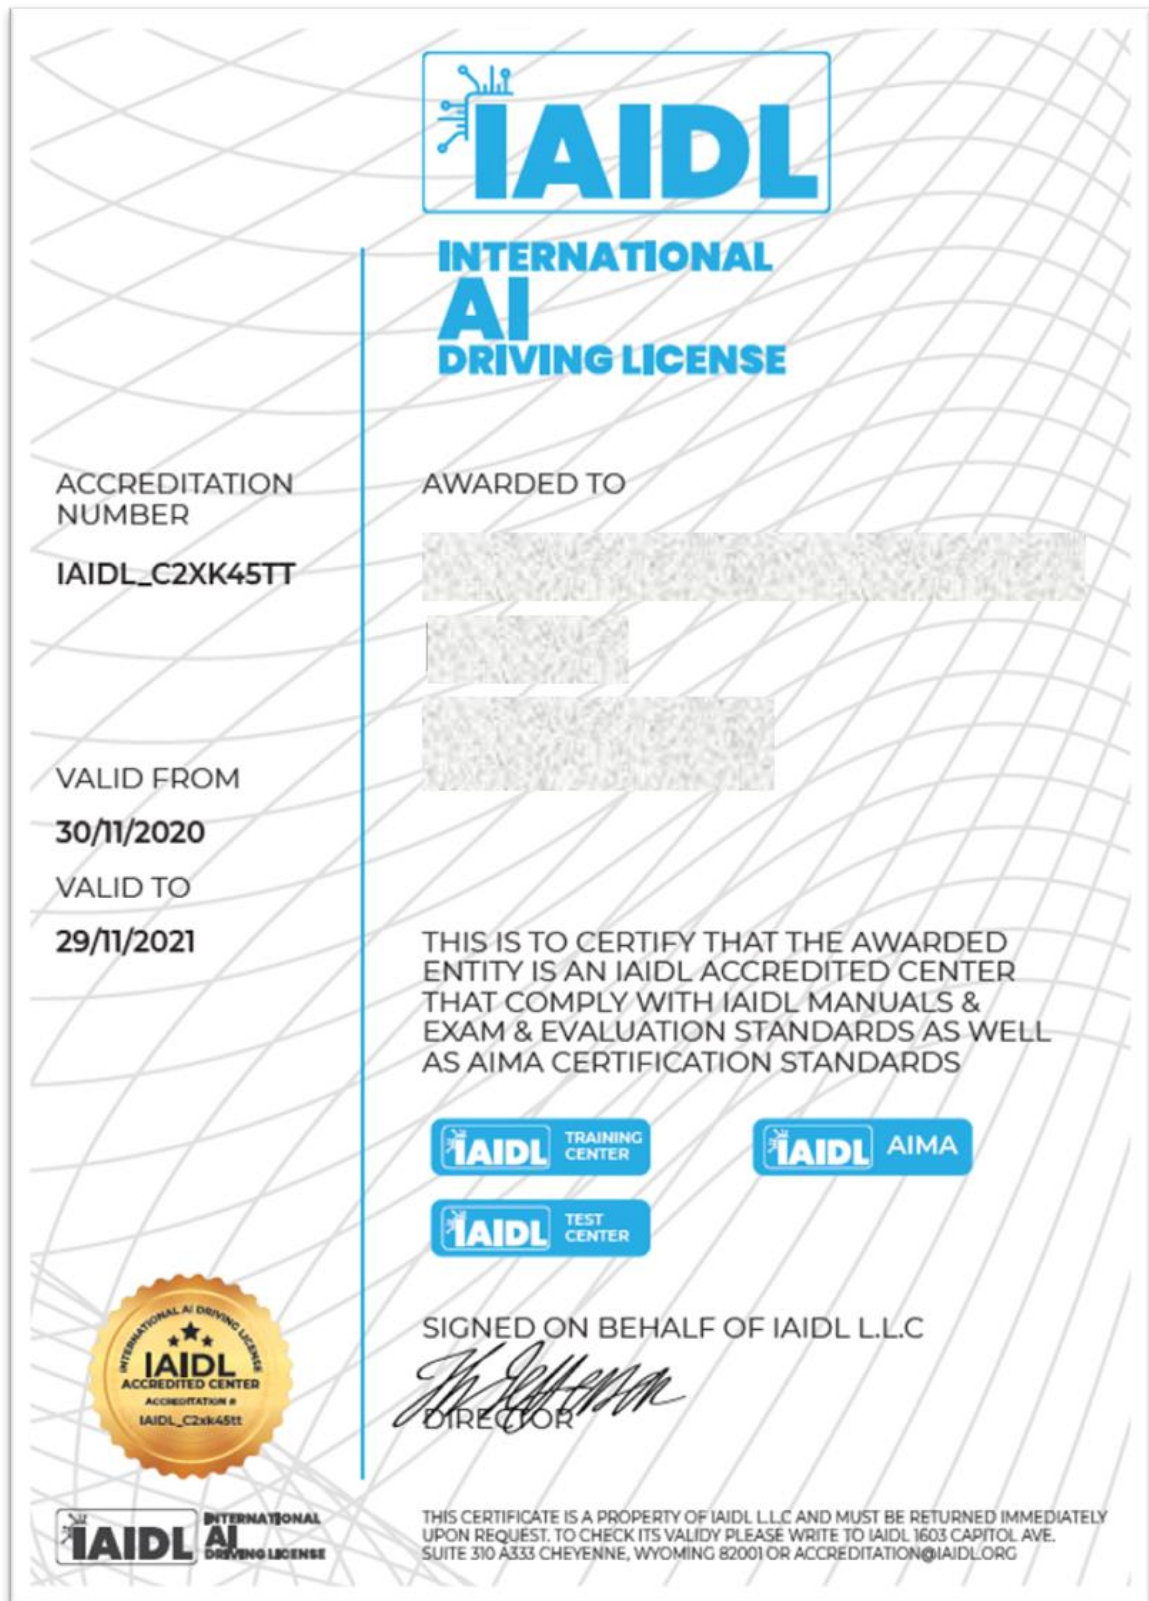 IAIDL
INTERNATIONAL
AI
DRIVING LICENSE
ACCREDITATION
NUMBER
IAIDL_C2XK45TT
VALID FROM
30/11/2020
VALID TO
29/11/2021
AWARDED TO
THIS IS TO CERTIFY THAT THE AWARDED
ENTITY IS AN IAIDL ACCREDITED CENTER
THAT COMPLY WITH IAIDL MANUALS &
EXAM & EVALUATION STANDARDS AS WELL
AS AIMA CERTIFICATION STANDARDS
IAIDL TRAINING
CENTER
IAIDL AIMA
IAIDL TEST
CENTER
SIGNED ON BEHALF OF IAIDL L.L.C
Th Jefferson
DIRECTOR
INTERNATIONAL AI DRIVING LICENSE
IAIDL
ACCREDITED CENTER
ACCREDITATION #
IAIDL_C2xk45tt
IAIDL INTERNATIONAL
AI
DRIVING LICENSE
THIS CERTIFICATE IS A PROPERTY OF IAIDL L.L.C AND MUST BE RETURNED IMMEDIATELY
UPON REQUEST. TO CHECK ITS VALIDY PLEASE WRITE TO IAIDL 1603 CAPITOL AVE.
SUITE 310 A333 CHEYENNE, WYOMING 82001 OR ACCREDITATION@IAIDL.ORG